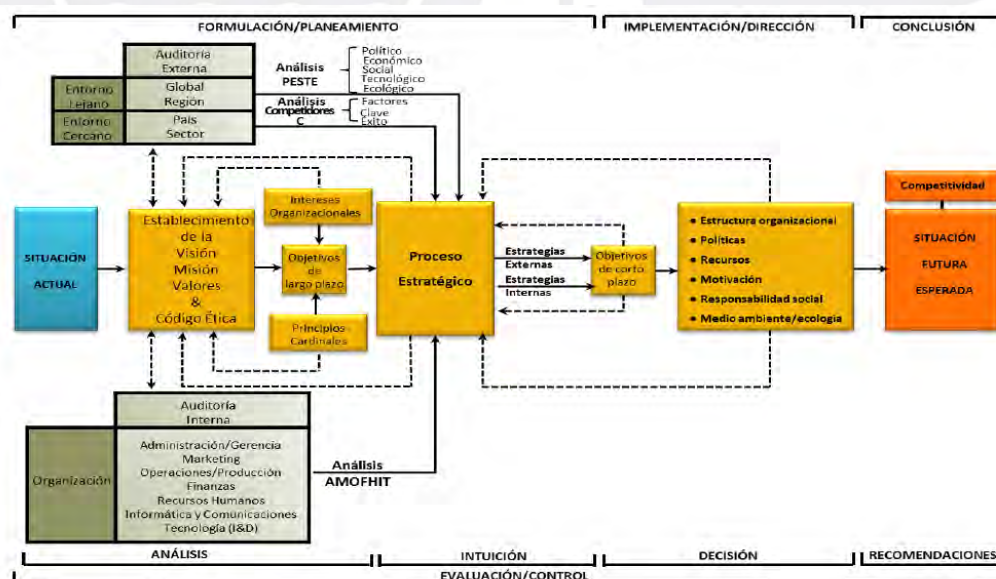 FORMULACIÓN/PLANEAMIENTO
IMPLEMENTACIÓN/DIRECCIÓN
CONCLUSIÓN
Auditoría
Externa
Entorno
Lejano
Global
Región
Entorno
Cercano
País
Sector
Análisis
PESTE
Político
Económico
Social
Tecnológico
Ecológico
Análisis
Competidores
C
Factores
Clave
Éxito
SITUACIÓN
ACTUAL
Establecimiento
de la
Visión
Misión
Valores
&
Código Ética
Intereses
Organizacionales
Objetivos
de
largo plazo
Principios
Cardinales
Proceso
Estratégico
Estrategias
Externas
Estrategias
Internas
Objetivos
de corto
plazo
• Estructura organizacional
• Políticas
• Recursos
• Motivación
• Responsabilidad social
• Medio ambiente/ecología
Competitividad
SITUACIÓN
FUTURA
ESPERADA
Auditoría
Interna
Organización
Administración/Gerencia
Marketing
Operaciones/Producción
Finanzas
Recursos Humanos
Informática y Comunicaciones
Tecnología (I&D)
Análisis
AMOFHIT
ANÁLISIS
INTUICIÓN
DECISIÓN
RECOMENDACIONES
EVALUACIÓN/CONTROL